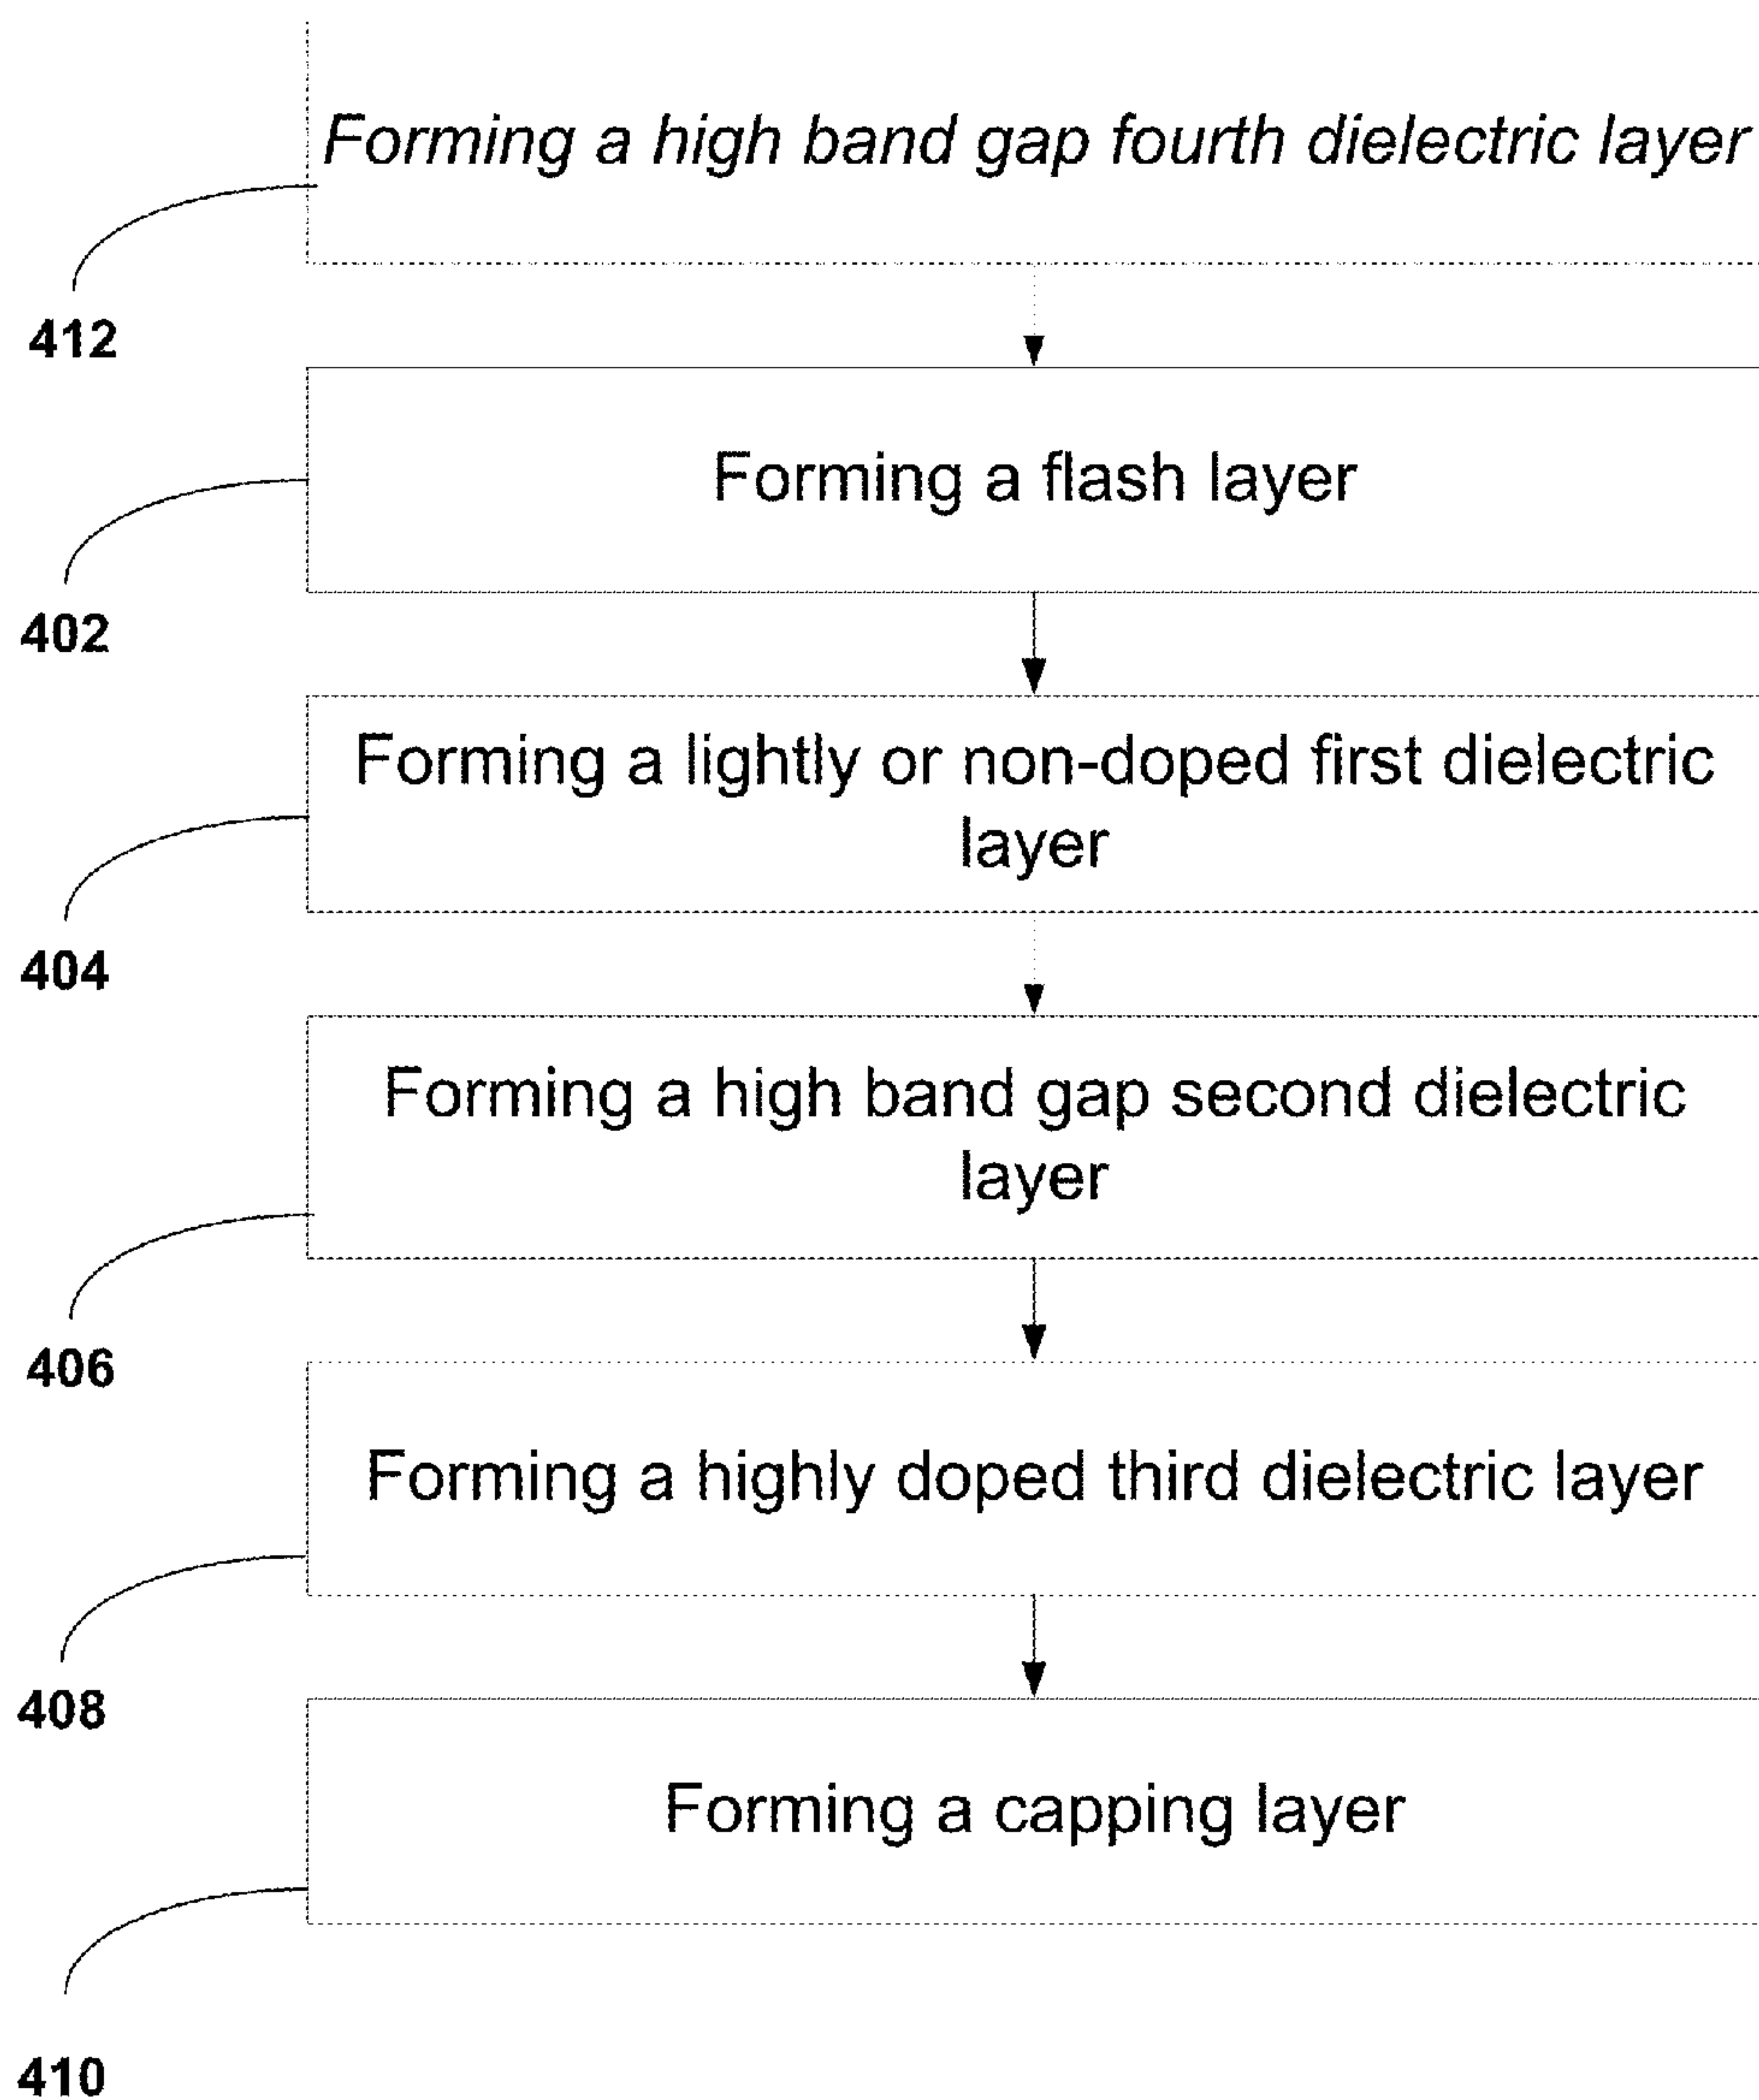 Forming a high band gap fourth dielectric layer
412
Forming a flash layer
402
Forming a lightly or non-doped first dielectric
layer
404
Forming a high band gap second dielectric
layer
406
Forming a highly doped third dielectric layer
408
Forming a capping layer
410